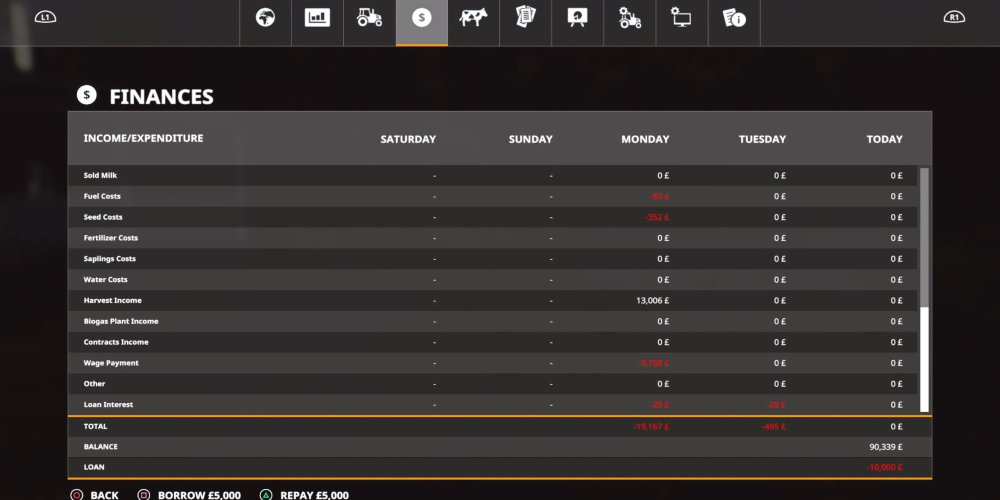 L1 $ R1
$ FINANCES
INCOME/EXPENDITURE SATURDAY SUNDAY MONDAY TUESDAY TODAY
Sold Milk - - 0 £ 0 £ 0 £
Fuel Costs - - -60 £ 0 £ 0 £
Seed Costs - - -352 £ 0 £ 0 £
Fertilizer Costs - - 0 £ 0 £ 0 £
Saplings Costs - - 0 £ 0 £ 0 £
Water Costs - - 0 £ 0 £ 0 £
Harvest Income - - 13,006 £ 0 £ 0 £
Biogas Plant Income - - 0 £ 0 £ 0 £
Contracts Income - - 0 £ 0 £ 0 £
Wage Payment - - -3,768 £ 0 £ 0 £
Other - - 0 £ 0 £ 0 £
Loan Interest - - -28 £ -28 £ 0 £
TOTAL -19,167 £ -495 £ 0 £
BALANCE 90,339 £
LOAN -10,000 £
BACK BORROW £5,000 REPAY £5,000